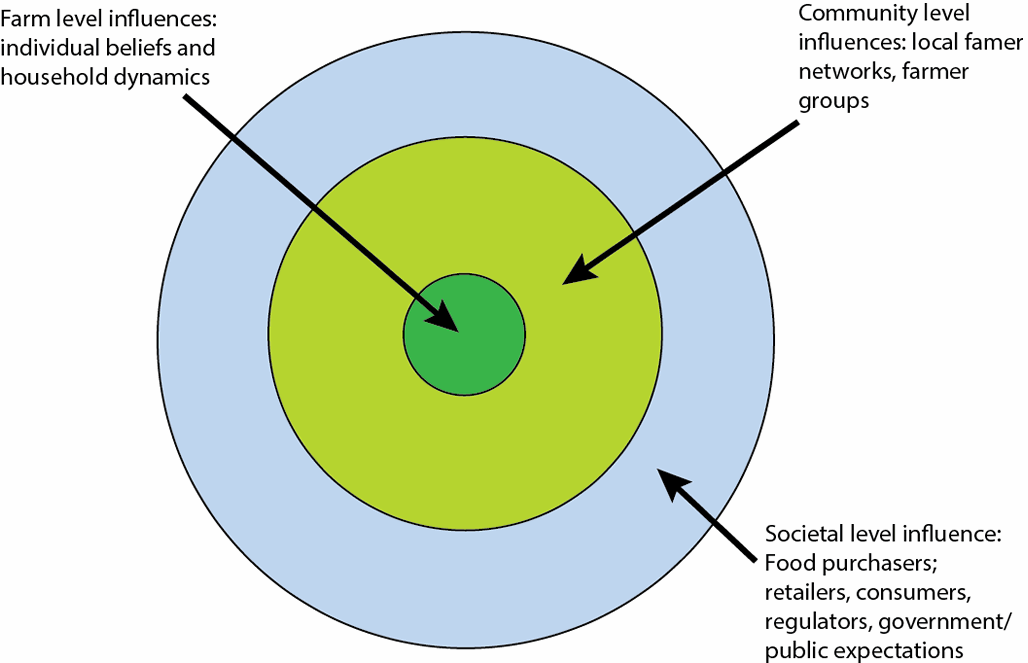 Farm level influences:
individual beliefs and
household dynamics
Community level
influences: local famer
networks, farmer
groups
Societal level influence:
Food purchasers;
retailers, consumers,
regulators, government/
public expectations